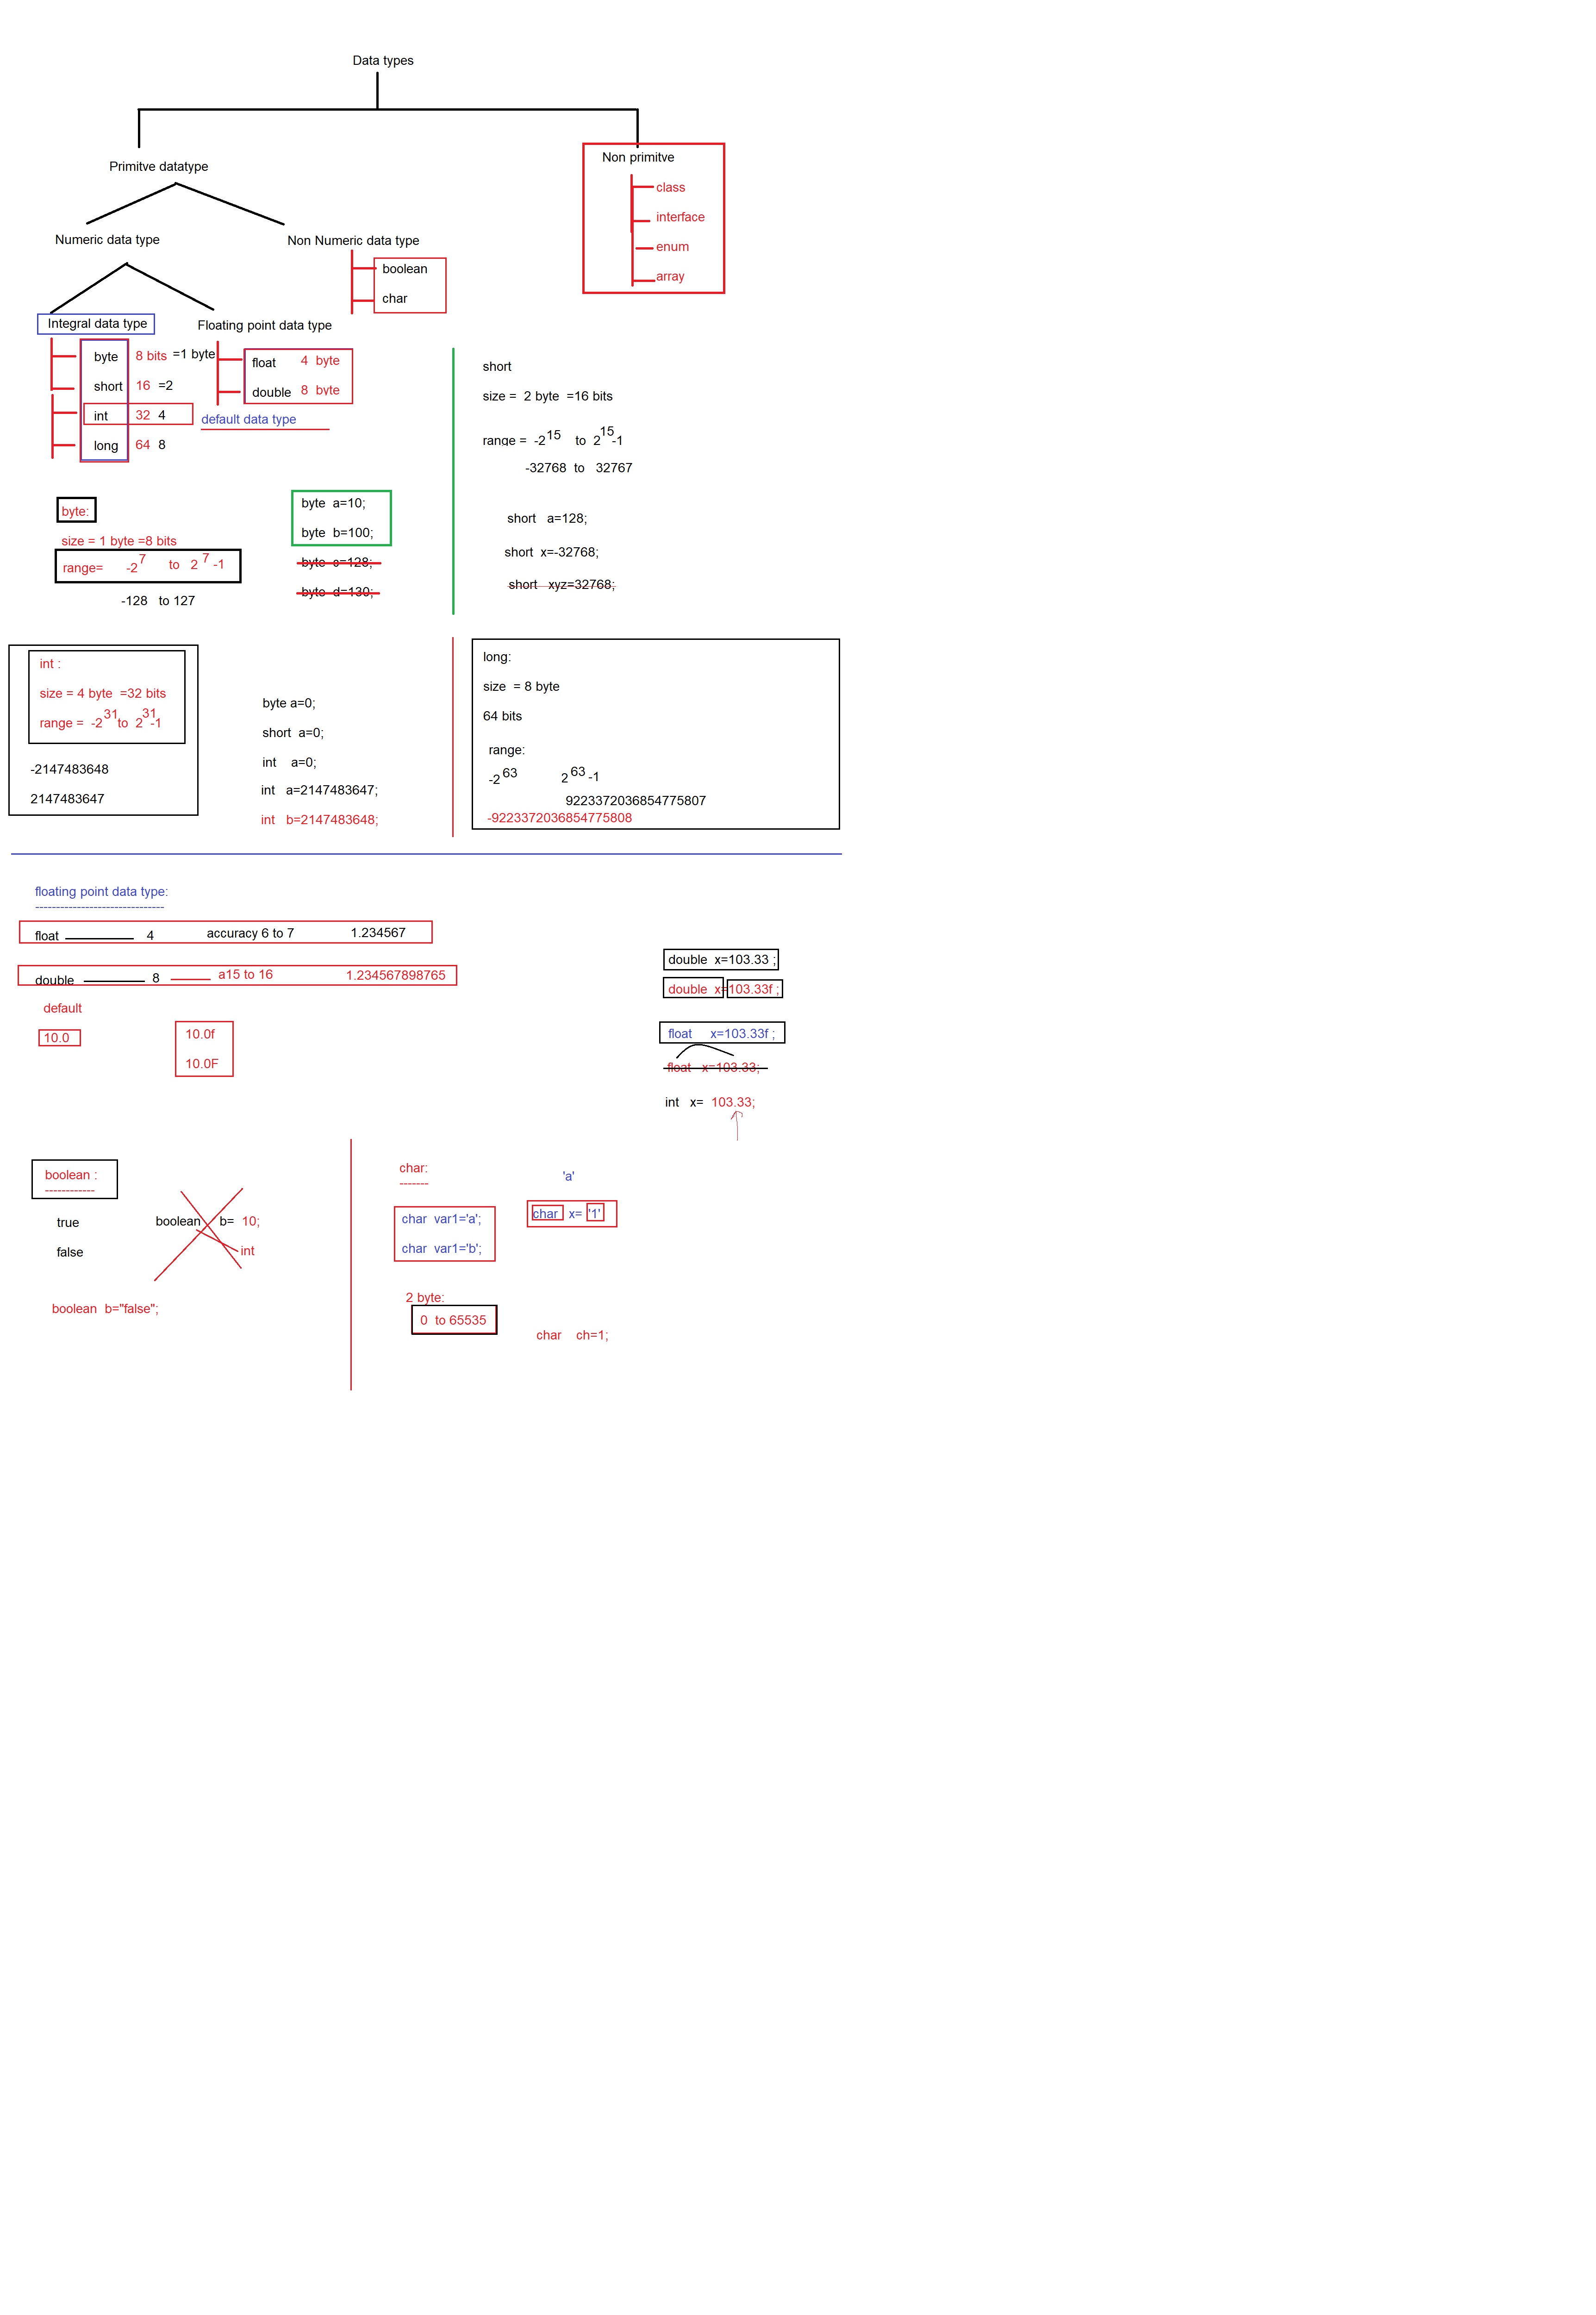 Data types
Primitve datatype
Non primitve
class
interface
enum
array
Numeric data type
Non Numeric data type
boolean
char
Integral data type
Floating point data type
byte 8 bits =1 byte
short 16 =2
int 32 4
long 64 8
float 4 byte
double 8 byte
default data type
short
size = 2 byte =16 bits
range = -2 15 to 2 15 -1
-32768 to 32767
short a=128;
short x=-32768;
short xyz=32768;
byte:
size = 1 byte =8 bits
range= -2 7 to 2 7 -1
-128 to 127
byte a=10;
byte b=100;
byte c=128;
byte d=130;
int :
size = 4 byte =32 bits
range = -2 31 to 2 31 -1
-2147483648
2147483647
byte a=0;
short a=0;
int a=0;
int a=2147483647;
int b=2147483648;
long:
size = 8 byte
64 bits
range:
-2 63 2 63 -1
9223372036854775807
-9223372036854775808
floating point data type:
-------------------------------
float 4 accuracy 6 to 7 1.234567
double 8 a15 to 16 1.234567898765
default
10.0
10.0f
10.0F
double x=103.33 ;
double x=103.33f ;
float x=103.33f ;
float x=103.33;
int x= 103.33;
boolean :
------------
true
false
boolean b= 10;
int
boolean b="false";
char:
-------
'a'
char var1='a';
char var1='b';
char x= '1'
2 byte:
0 to 65535
char ch=1;